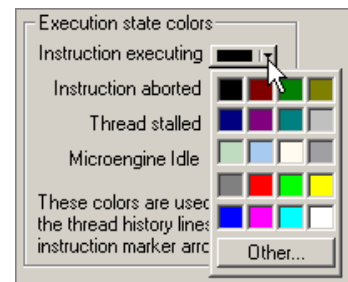 Execution state colors
Instruction executing
Instruction aborted
Thread stalled
Microengine Idle
These colors are used
the thread history lines
instruction marker
Other...